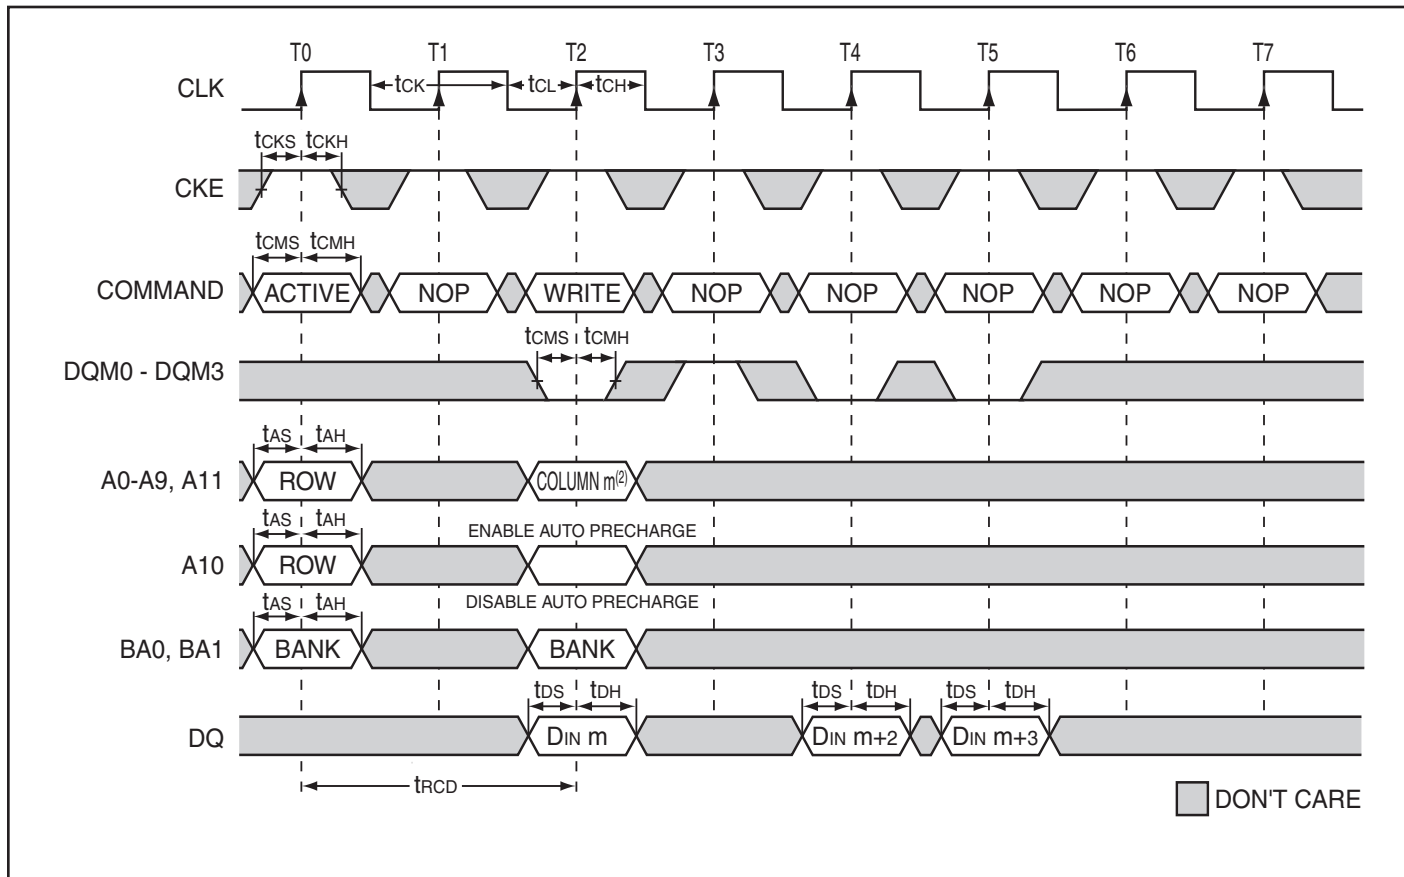 T0 T1 T2 T3 T4 T5 T6 T7
CLK tCK tCL tCH
tCKS tCKH
CKE
tCMS tCMH
COMMAND ACTIVE NOP WRITE NOP NOP NOP NOP NOP
tCMS tCMH
DQM0 - DQM3
tAS tAH
A0-A9, A11 ROW COLUMN m(2)
tAS tAH ENABLE AUTO PRECHARGE
A10 ROW
tAS tAH DISABLE AUTO PRECHARGE
BA0, BA1 BANK BANK
tDS tDH tDS tDH tDS tDH
DQ DIN m DIN m+2 DIN m+3
tRCD
DON'T CARE